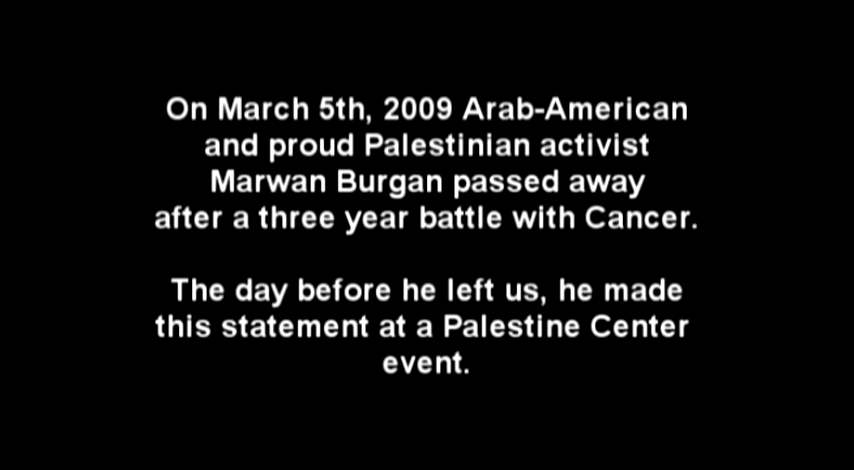 On March 5th, 2009 Arab-American
and proud Palestinian activist
Marwan Burgan passed away
after a three year battle with Cancer.
The day before he left us, he made
this statement at a Palestine Center
event.